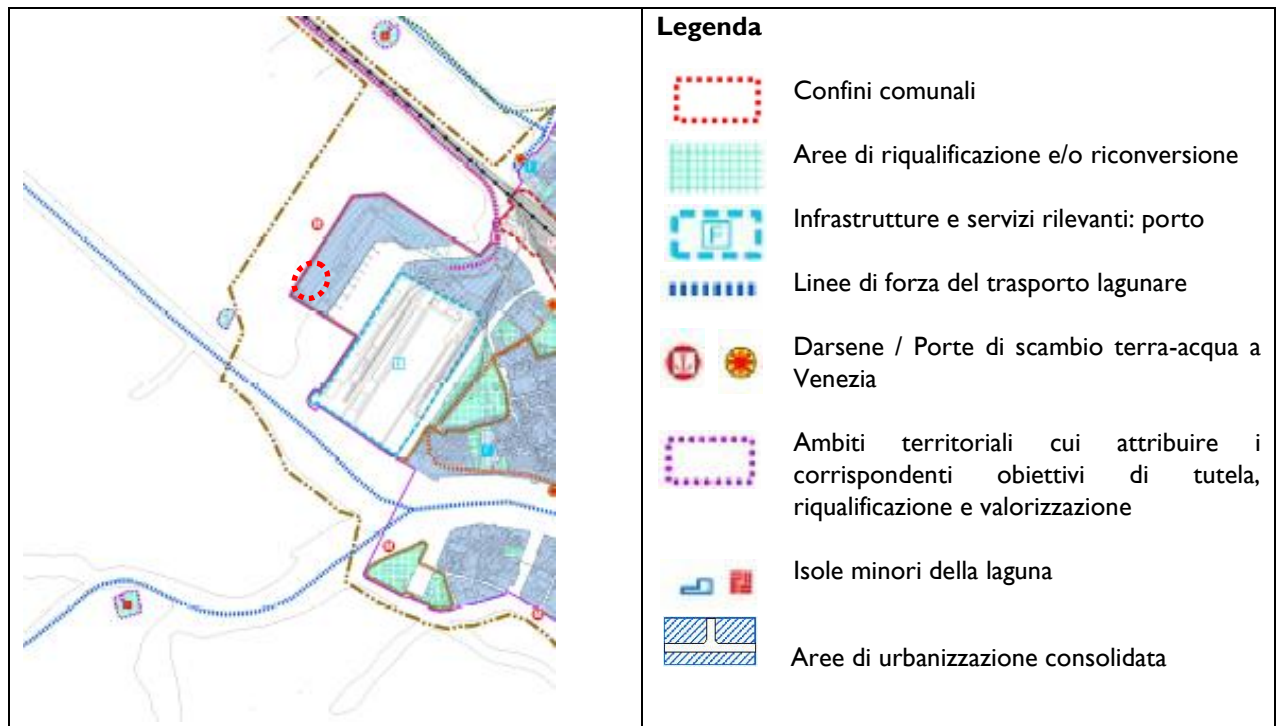 Legenda
Confini comunali
Aree di riqualificazione e/o riconversione
Infrastrutture e servizi rilevanti: porto
Linee di forza del trasporto lagunare
Darsene / Porte di scambio terra-acqua a
Venezia
Ambiti territoriali cui attribuire i
corrispondenti obiettivi di tutela,
riqualificazione e valorizzazione
Isole minori della laguna
Aree di urbanizzazione consolidata